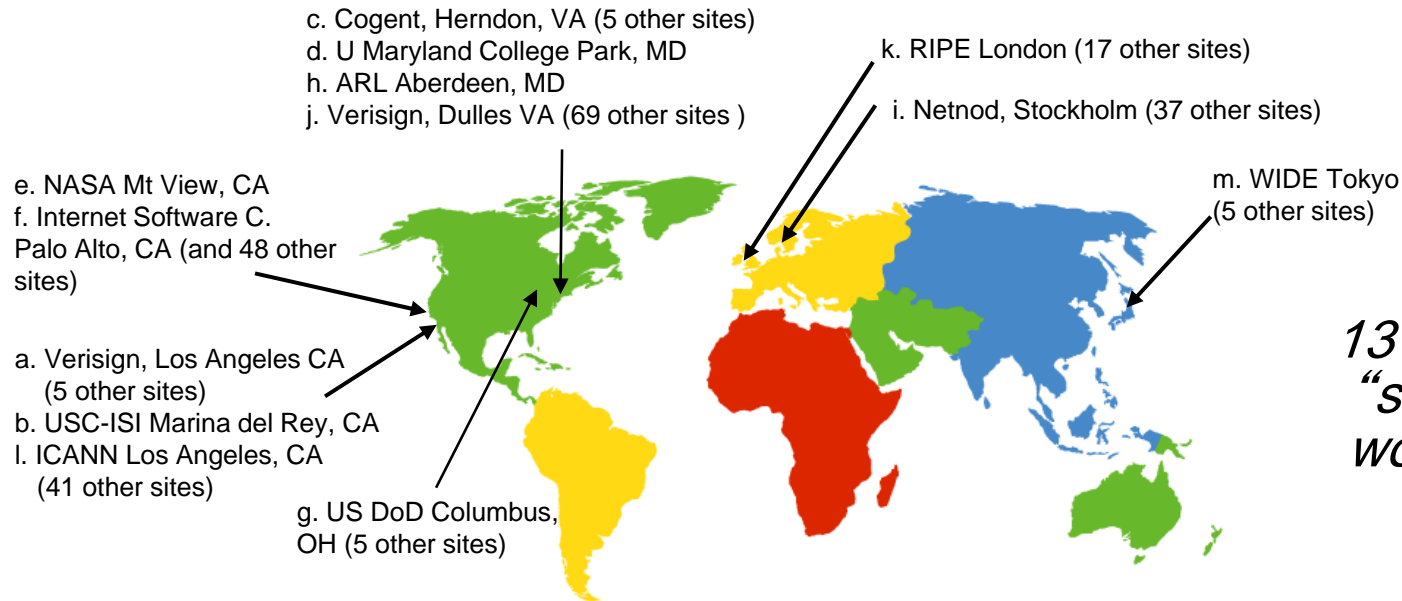 c. Cogent, Herndon, VA (5 other sites)
d. U Maryland College Park, MD
h. ARL Aberdeen, MD
j. Verisign, Dulles VA (69 other sites )
k. RIPE London (17 other sites)
i. Netnod, Stockholm (37 other sites)
m. WIDE Tokyo
(5 other sites)
e. NASA Mt View, CA
f. Internet Software C.
Palo Alto, CA (and 48 other
sites)
a. Verisign, Los Angeles CA
(5 other sites)
b. USC-ISI Marina del Rey, CA
l. ICANN Los Angeles, CA
(41 other sites)
g. US DoD Columbus,
OH (5 other sites)
13